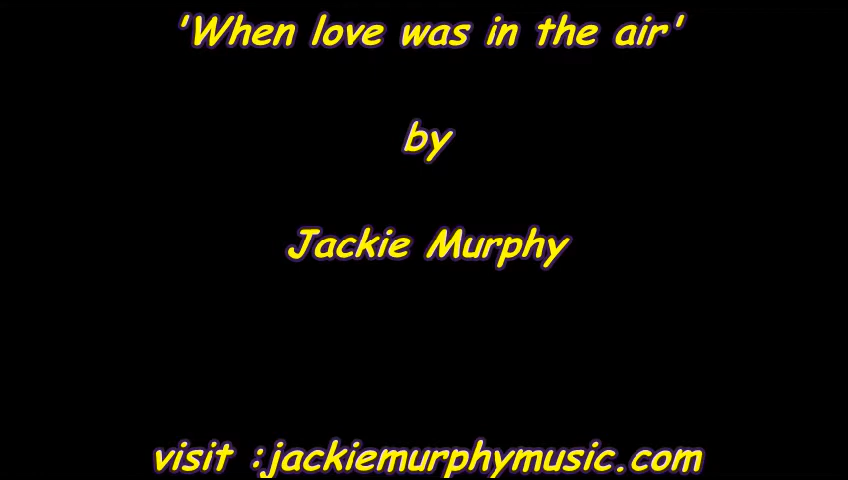 'When love was in the air'
by
Jackie Murphy
visit :jackiemurphymusic.com